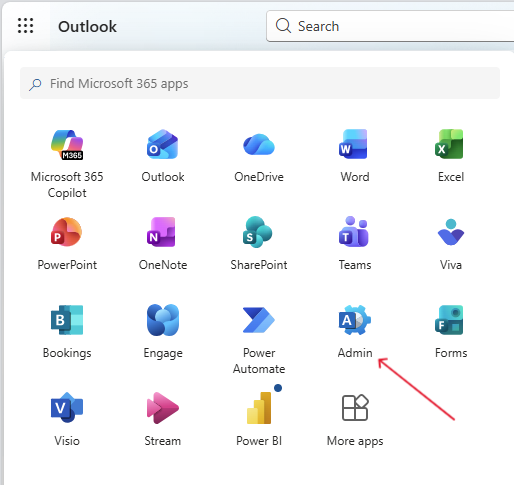 Outlook
Search
Find Microsoft 365 apps
M365
Microsoft 365
Copilot
O
Outlook
OneDrive
W
Word
X
Excel
P
PowerPoint
N
OneNote
S
SharePoint
T
Teams
Viva
B
Bookings
Engage
Power
Automate
A
Admin
F
Forms
V
Visio
Stream
Power BI
More apps